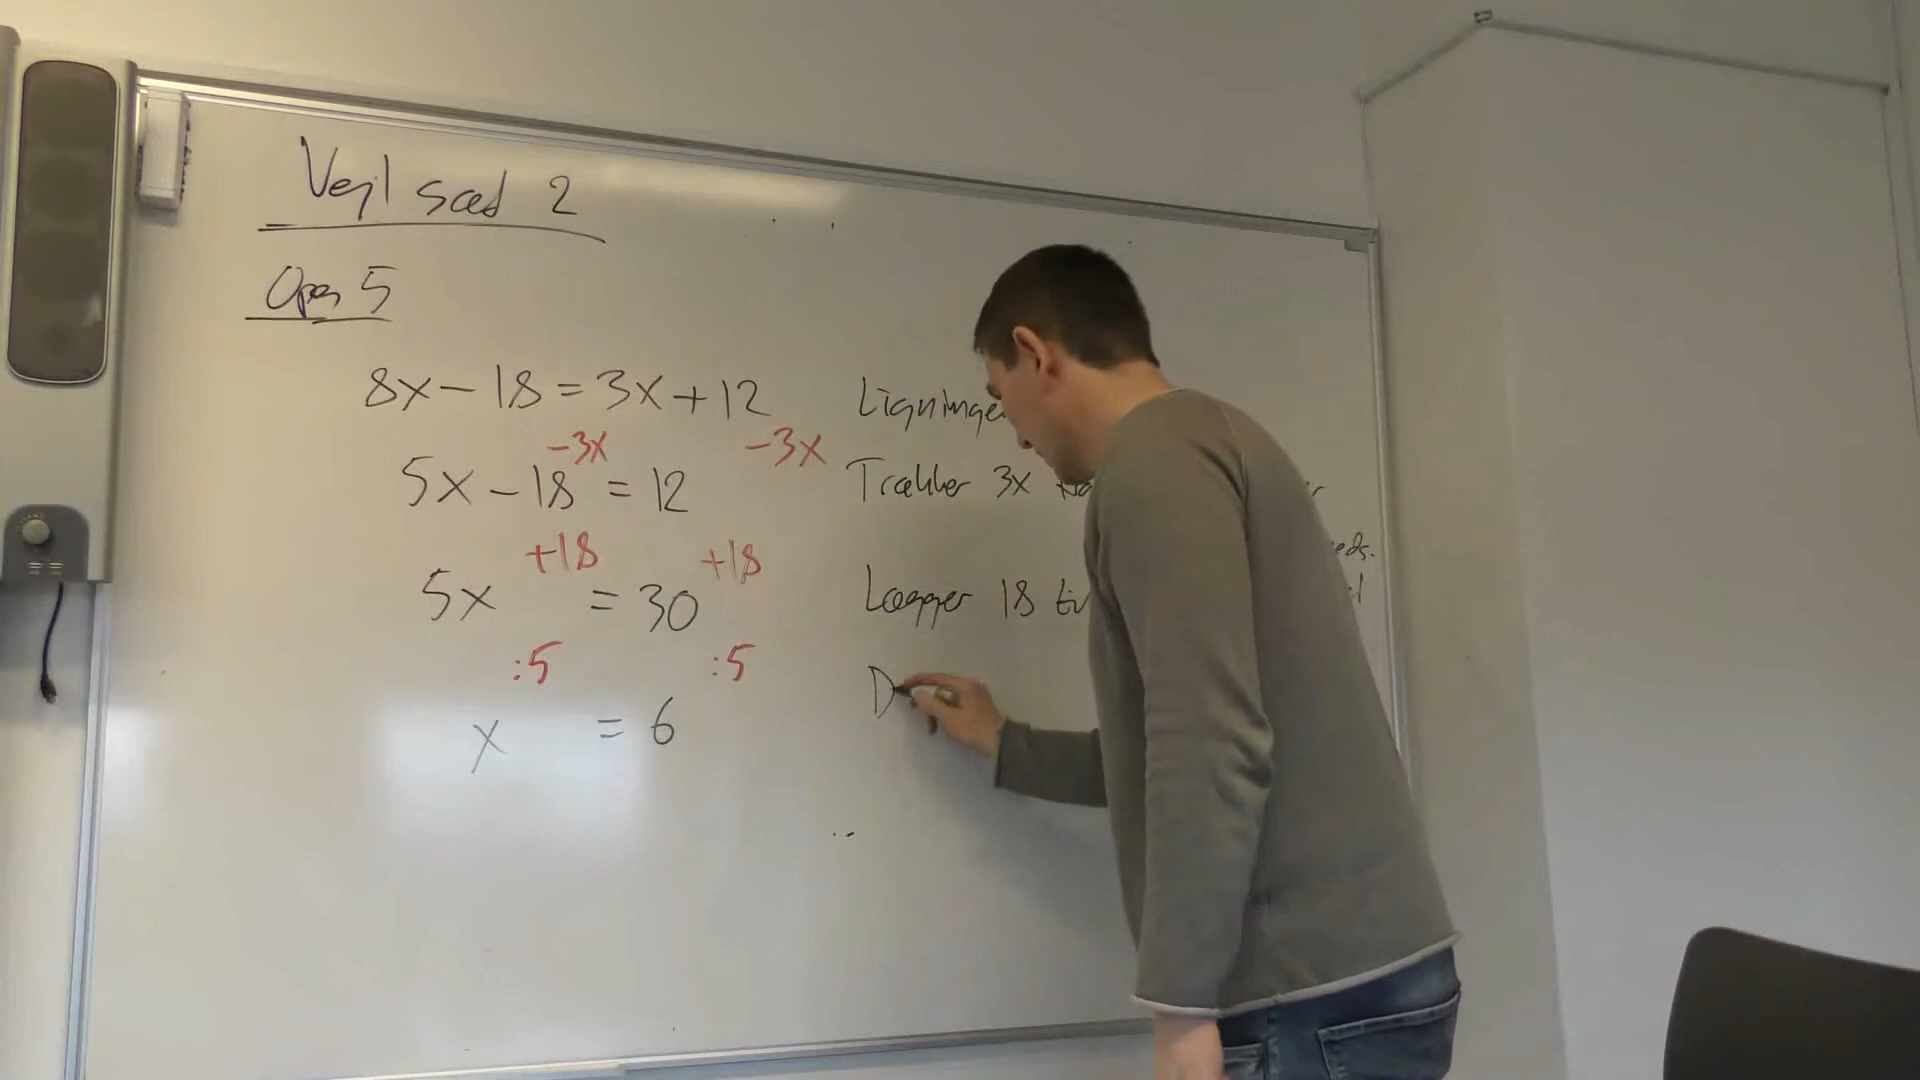 Vejl sæt 2
Opg 5
8x - 18 = 3x + 12
Ligningen
-3x -3x
5x - 18 = 12
Trækker 3x
+18 +18
5x = 30
Lægger 18 til
:5 :5
D
x = 6